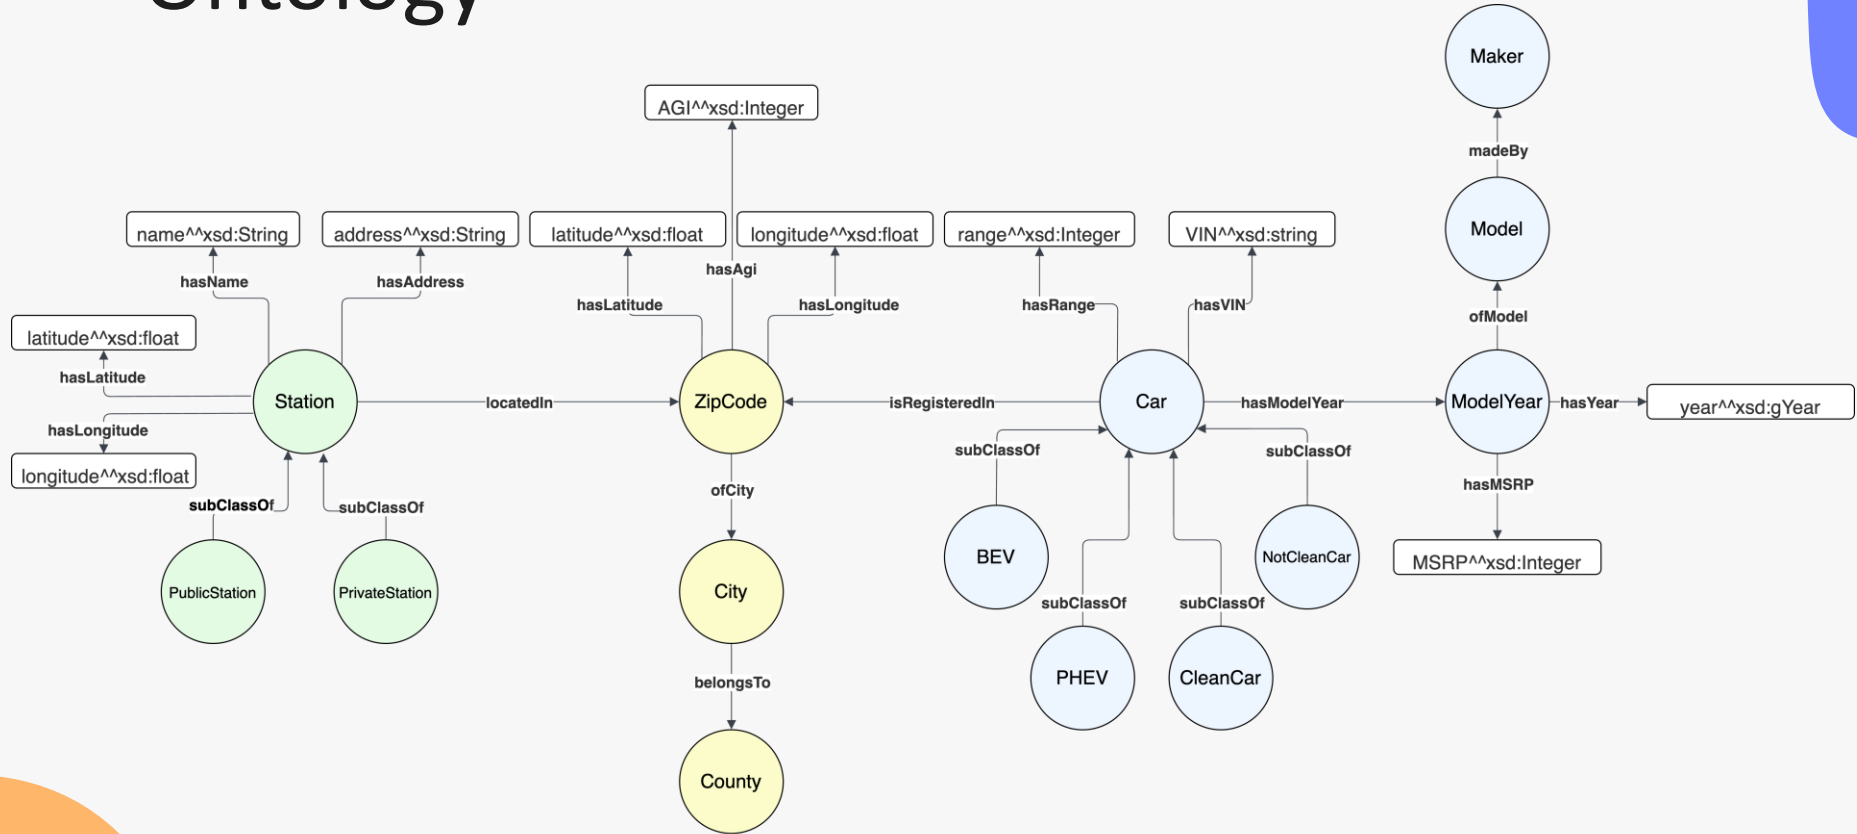 Ontology
Maker
AGI^^xsd:Integer
madeBy
name^^xsd:String
address^^xsd:String
latitude^^xsd:float
longitude^^xsd:float
range^^xsd:Integer
VIN^^xsd:string
Model
hasName
hasAddress
hasAgi
hasLatitude
hasLongitude
hasRange
hasVIN
ofModel
latitude^^xsd:float
hasLatitude
Station
locatedIn
ZipCode
isRegisteredIn
Car
hasModelYear
ModelYear
hasYear
year^^xsd:gYear
hasLongitude
longitude^^xsd:float
subClassOf
subClassOf
ofCity
subClassOf
subClassOf
hasMSRP
BEV
NotCleanCar
MSRP^^xsd:Integer
PublicStation
PrivateStation
City
subClassOf
subClassOf
PHEV
CleanCar
belongsTo
County